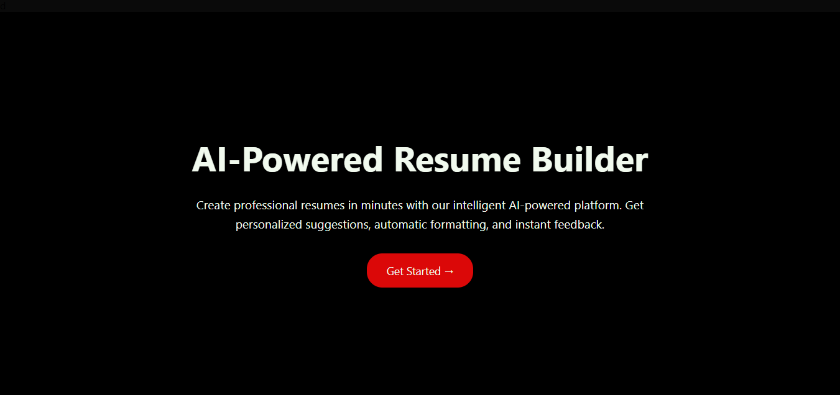 AI-Powered Resume Builder
Create professional resumes in minutes with our intelligent AI-powered platform. Get
personalized suggestions, automatic formatting, and instant feedback.
Get Started →